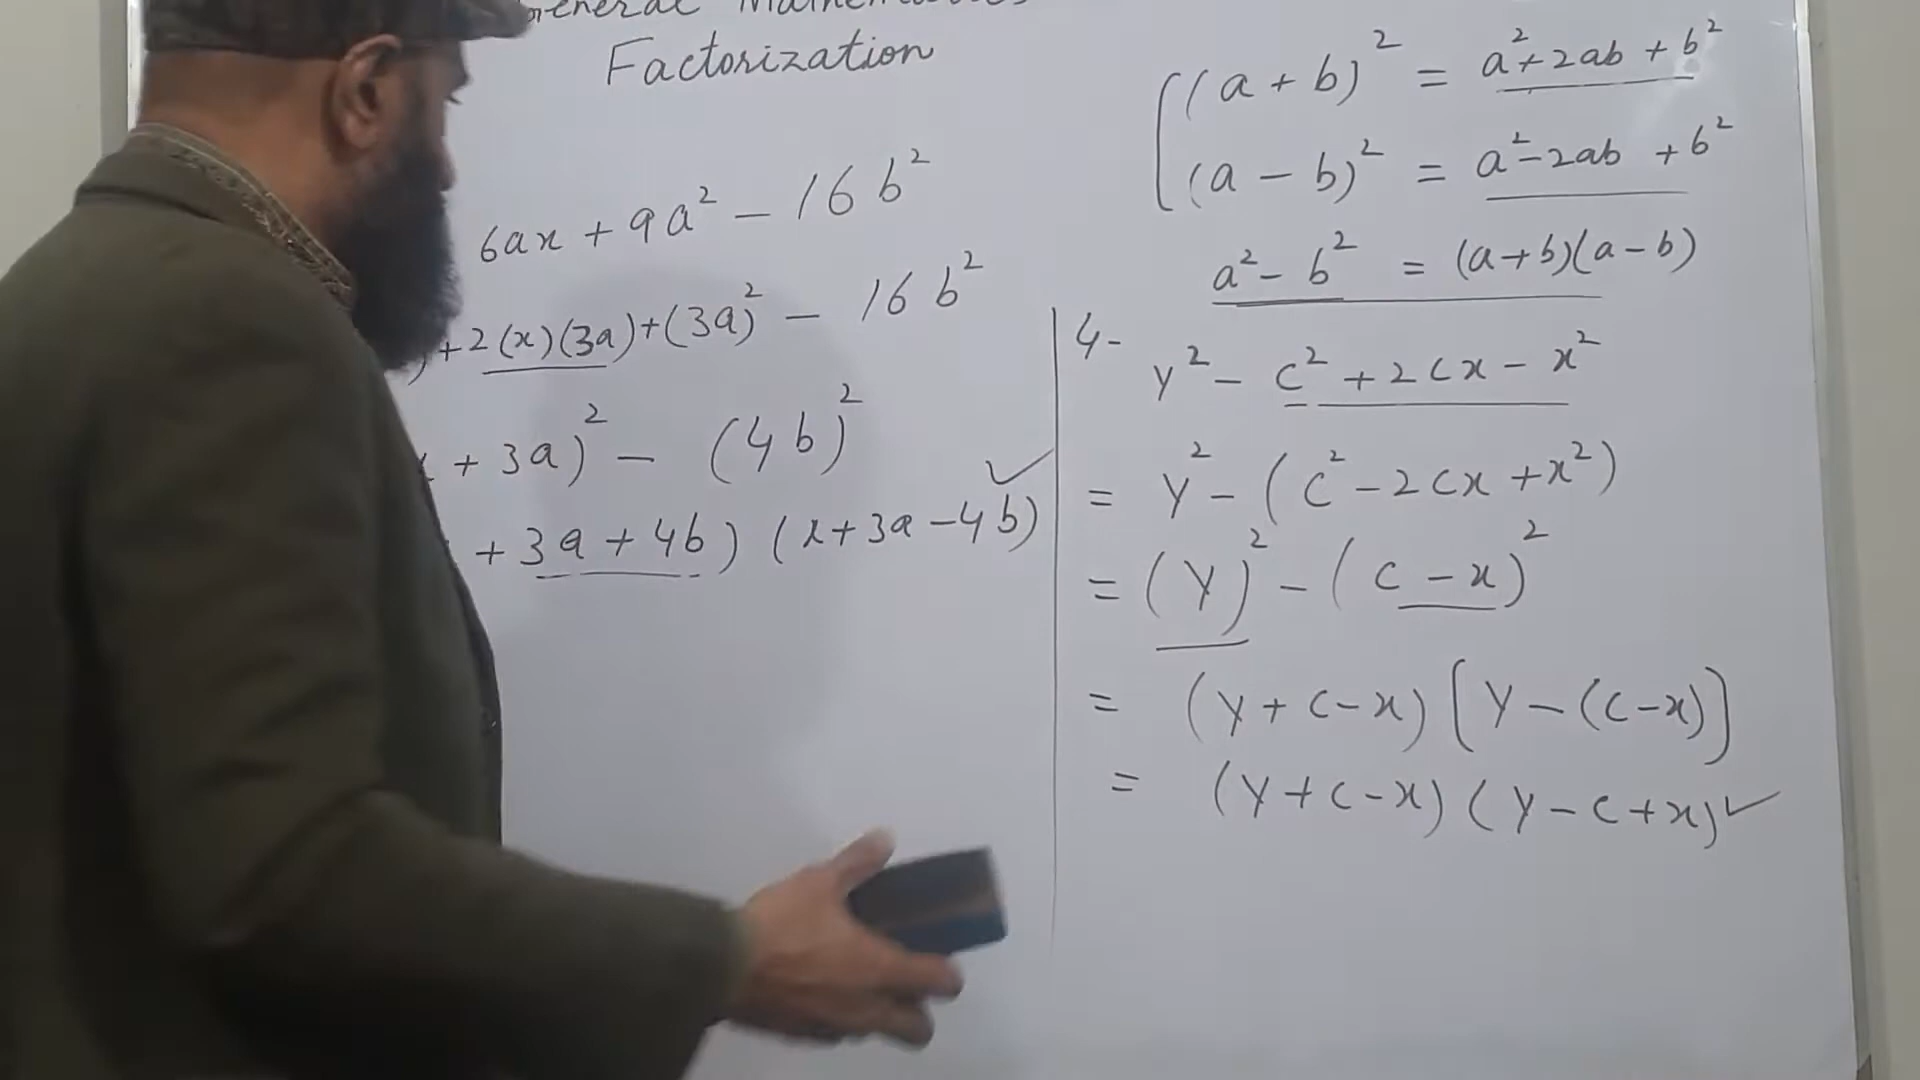 General Mathematics
Factorization
6ax + 9a² - 16b²
+2(x)(3a)+(3a)² - 16b²
+ 3a)² - (4b)²
+ 3a + 4b) (x+3a-4b) ✓
(a + b)² = a²+2ab + b²
(a - b)² = a²-2ab + b²
a² - b² = (a+b)(a-b)
4-
y² - c² + 2cx - x²
= y² - (c² - 2cx + x²)
= (y)² - (c - x)²
= (y + c-x) [y - (c-x)]
= (y+c-x) (y-c+x) ✓